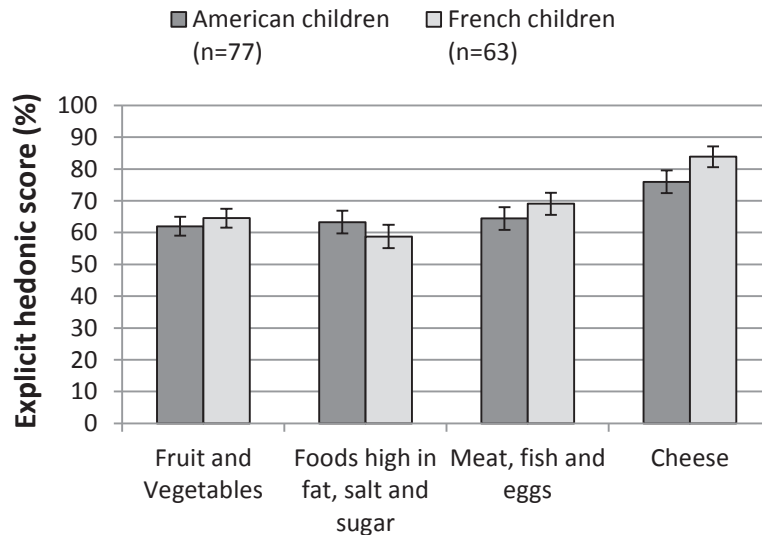 American children
(n=77)
French children
(n=63)
Explicit hedonic score (%)
100
90
80
70
60
50
40
30
20
10
0
Fruit and
Vegetables
Foods high in
fat, salt and
sugar
Meat, fish and
eggs
Cheese